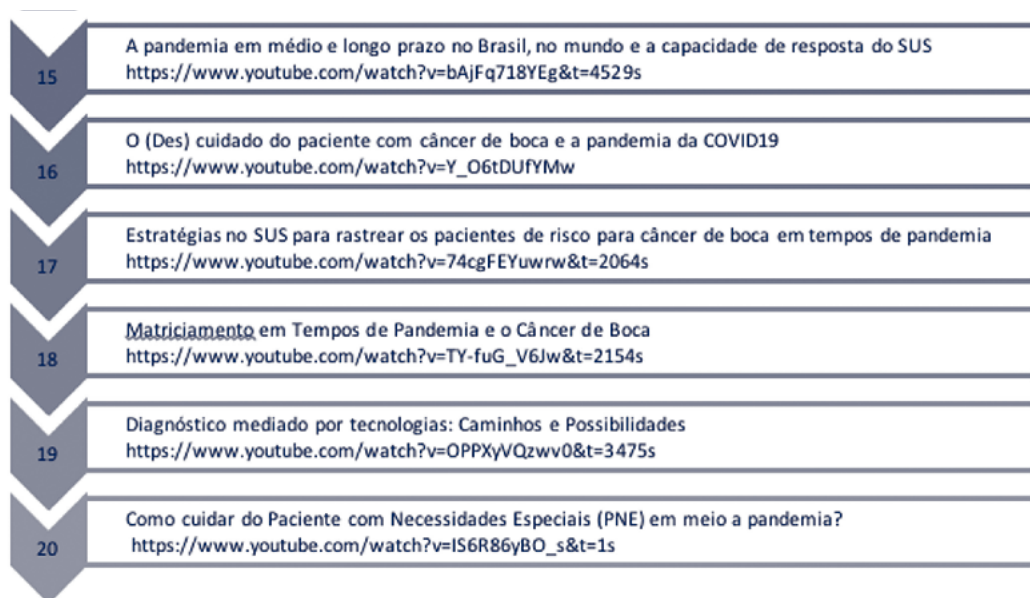 15
A pandemia em médio e longo prazo no Brasil, no mundo e a capacidade de resposta do SUS
https://www.youtube.com/watch?v=bAjFq718YEg&t=4529s
16
O (Des) cuidado do paciente com câncer de boca e a pandemia da COVID19
https://www.youtube.com/watch?v=Y_O6tDUfYMw
17
Estratégias no SUS para rastrear os pacientes de risco para câncer de boca em tempos de pandemia
https://www.youtube.com/watch?v=74cgFEYuwrw&t=2064s
18
Matriciamento em Tempos de Pandemia e o Câncer de Boca
https://www.youtube.com/watch?v=TY-fuG_V6Jw&t=2154s
19
Diagnóstico mediado por tecnologias: Caminhos e Possibilidades
https://www.youtube.com/watch?v=OPPXyVQzwv0&t=3475s
20
Como cuidar do Paciente com Necessidades Especiais (PNE) em meio a pandemia?
https://www.youtube.com/watch?v=IS6R86yBO_s&t=1s